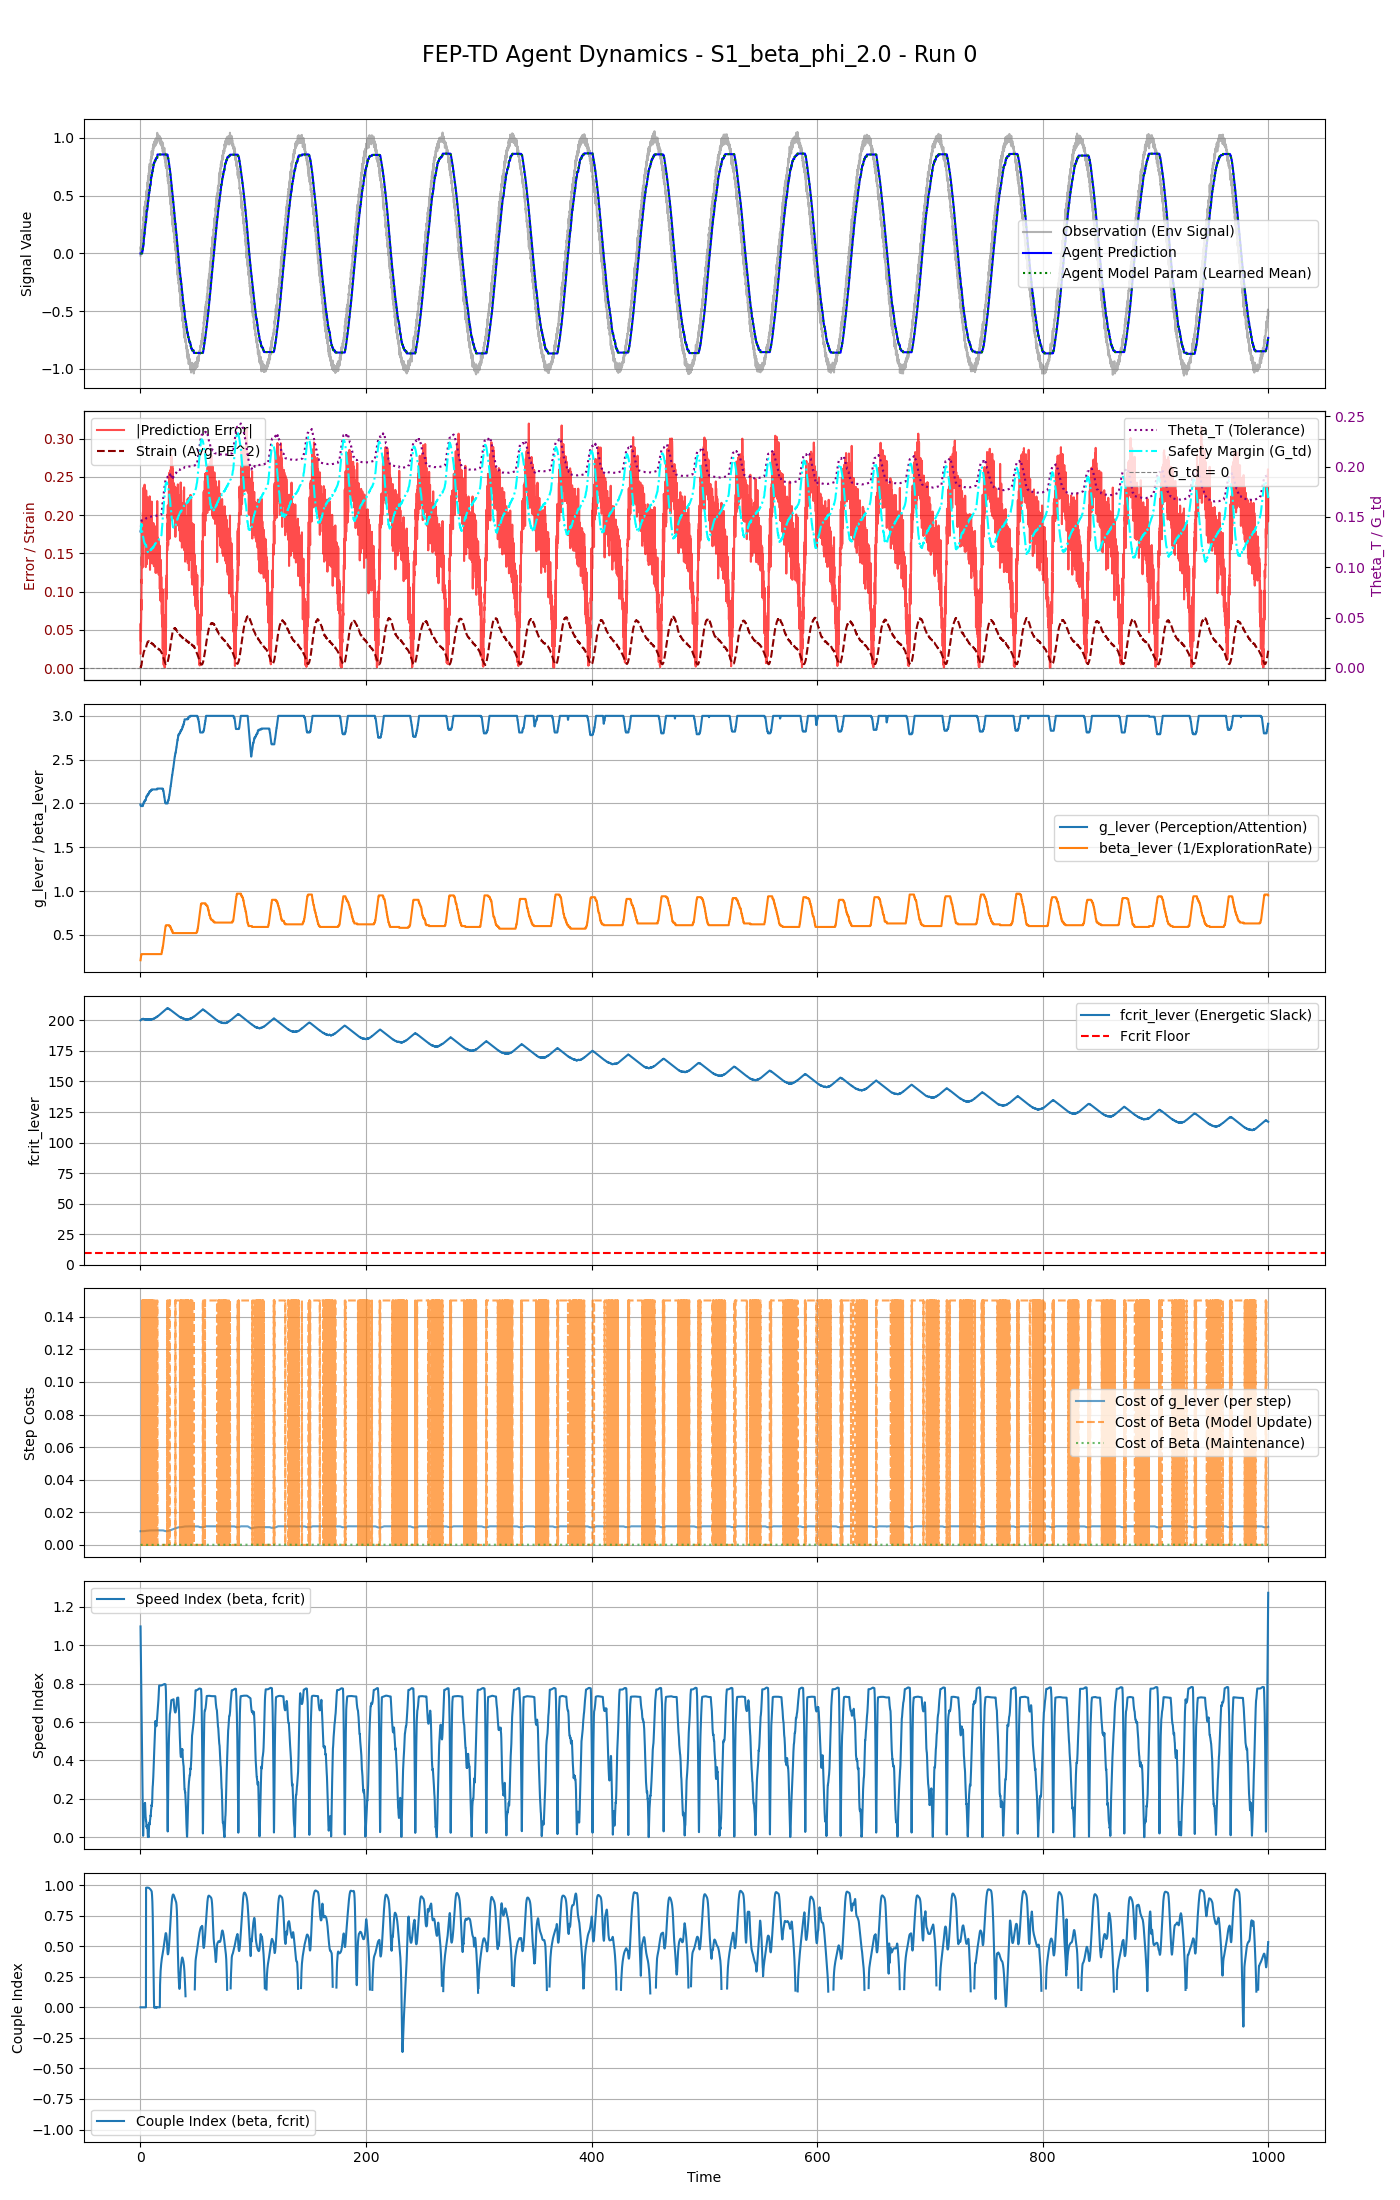 FEP-TD Agent Dynamics - S1_beta_phi_2.0 - Run 0
1.0
0.5
0.0
−0.5
−1.0
Signal Value
Observation (Env Signal)
Agent Prediction
Agent Model Param (Learned Mean)
0.30
0.25
0.20
0.15
0.10
0.05
0.00
Error / Strain
|Prediction Error|
Strain (Avg PE^2)
Theta_T (Tolerance)
Safety Margin (G_td)
G_td = 0
0.25
0.20
0.15
0.10
0.05
0.00
Theta_T / G_td
3.0
2.5
2.0
1.5
1.0
0.5
g_lever / beta_lever
g_lever (Perception/Attention)
beta_lever (1/ExplorationRate)
200
175
150
125
100
75
50
25
0
fcrit_lever
fcrit_lever (Energetic Slack)
Fcrit Floor
0.14
0.12
0.10
0.08
0.06
0.04
0.02
0.00
Step Costs
Cost of g_lever (per step)
Cost of Beta (Model Update)
Cost of Beta (Maintenance)
1.2
1.0
0.8
0.6
0.4
0.2
0.0
Speed Index
Speed Index (beta, fcrit)
1.00
0.75
0.50
0.25
0.00
−0.25
−0.50
−0.75
−1.00
Couple Index
Couple Index (beta, fcrit)
0
200
400
600
800
1000
Time